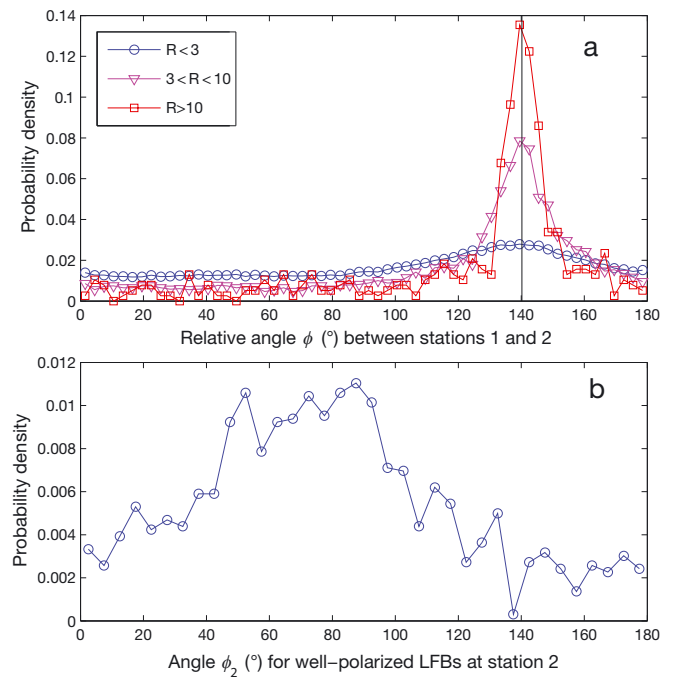 0.14
0.12
0.1
0.08
0.06
0.04
0.02
0
Probability density
R < 3
3 < R < 10
R>10
a
0 20 40 60 80 100 120 140 160 180
Relative angle ϕ (°) between stations 1 and 2
0.012
0.01
0.008
0.006
0.004
0.002
0
Probability density
b
0 20 40 60 80 100 120 140 160 180
Angle ϕ2 (°) for well−polarized LFBs at station 2